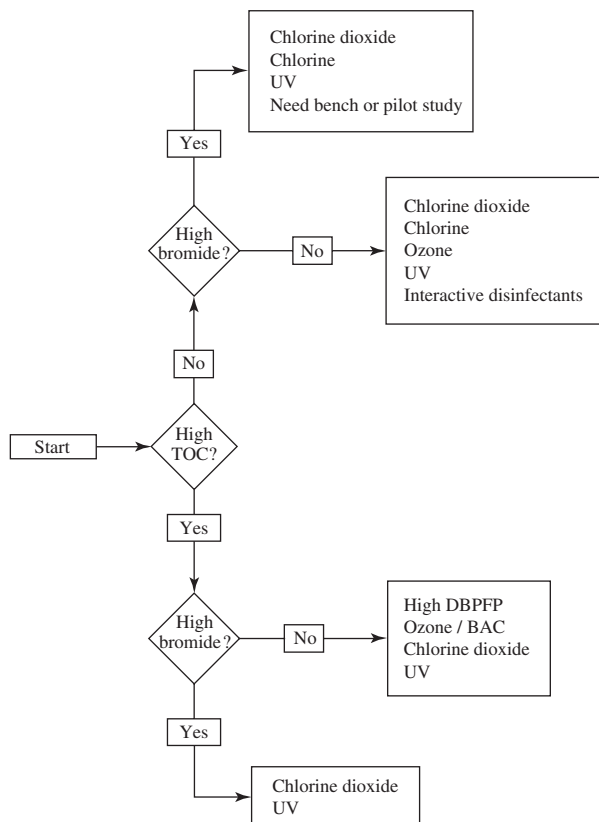 Chlorine dioxide
Chlorine
UV
Need bench or pilot study
Yes
High
bromide?
No
Chlorine dioxide
Chlorine
Ozone
UV
Interactive disinfectants
No
Start
High
TOC?
Yes
High
bromide?
No
High DBPFP
Ozone / BAC
Chlorine dioxide
UV
Yes
Chlorine dioxide
UV